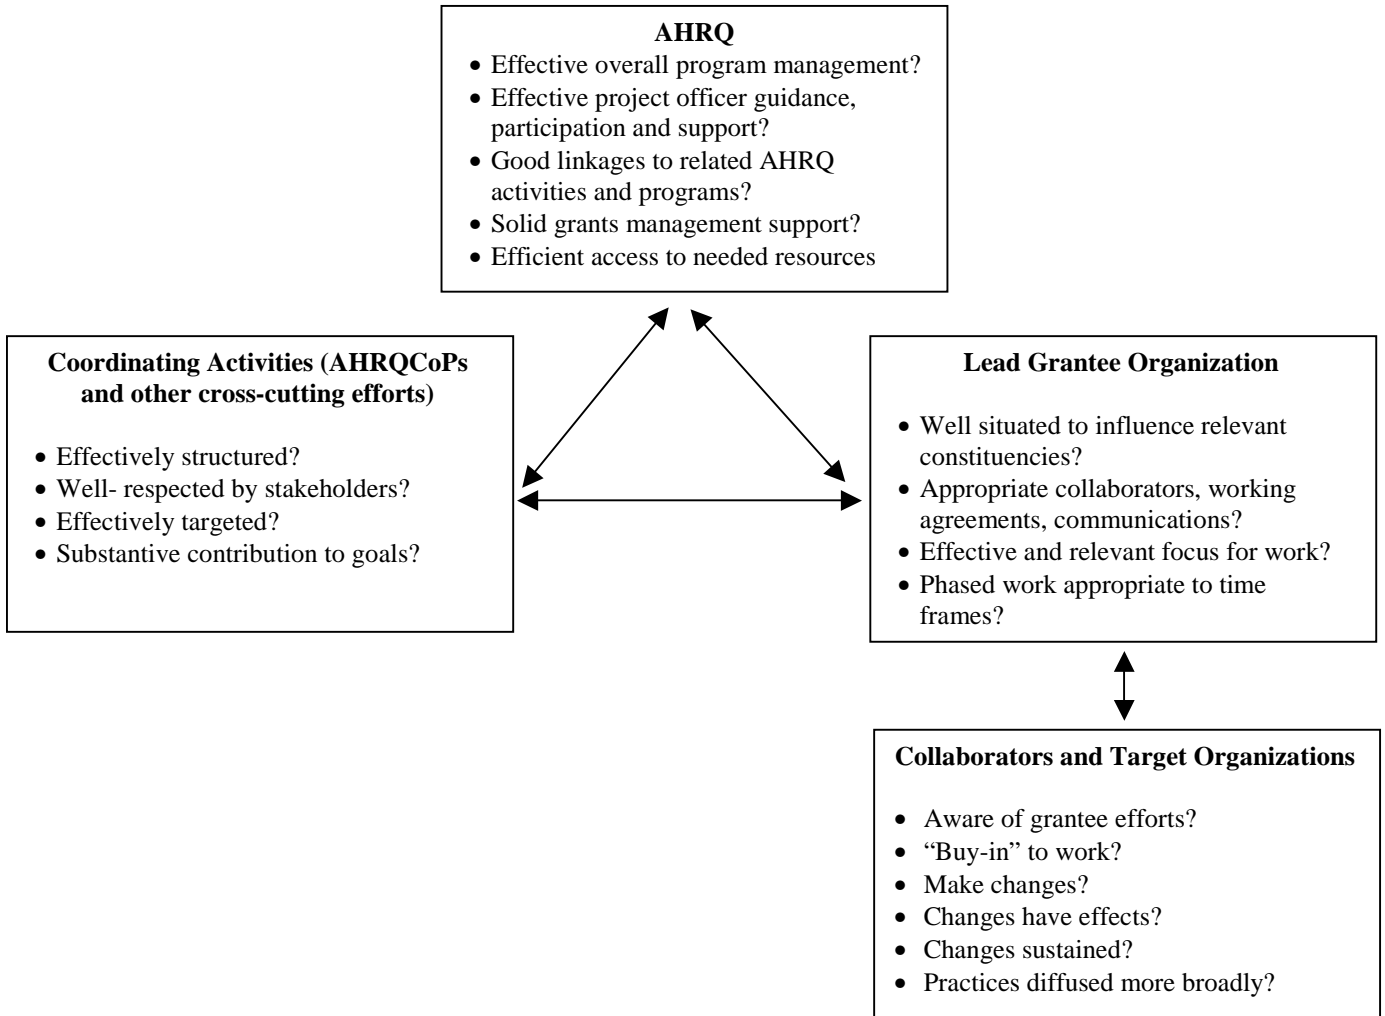 AHRQ
• Effective overall program management?
• Effective project officer guidance,
participation and support?
• Good linkages to related AHRQ
activities and programs?
• Solid grants management support?
• Efficient access to needed resources
Coordinating Activities (AHRQCoPs
and other cross-cutting efforts)
• Effectively structured?
• Well- respected by stakeholders?
• Effectively targeted?
• Substantive contribution to goals?
Lead Grantee Organization
• Well situated to influence relevant
constituencies?
• Appropriate collaborators, working
agreements, communications?
• Effective and relevant focus for work?
• Phased work appropriate to time
frames?
Collaborators and Target Organizations
• Aware of grantee efforts?
• “Buy-in” to work?
• Make changes?
• Changes have effects?
• Changes sustained?
• Practices diffused more broadly?